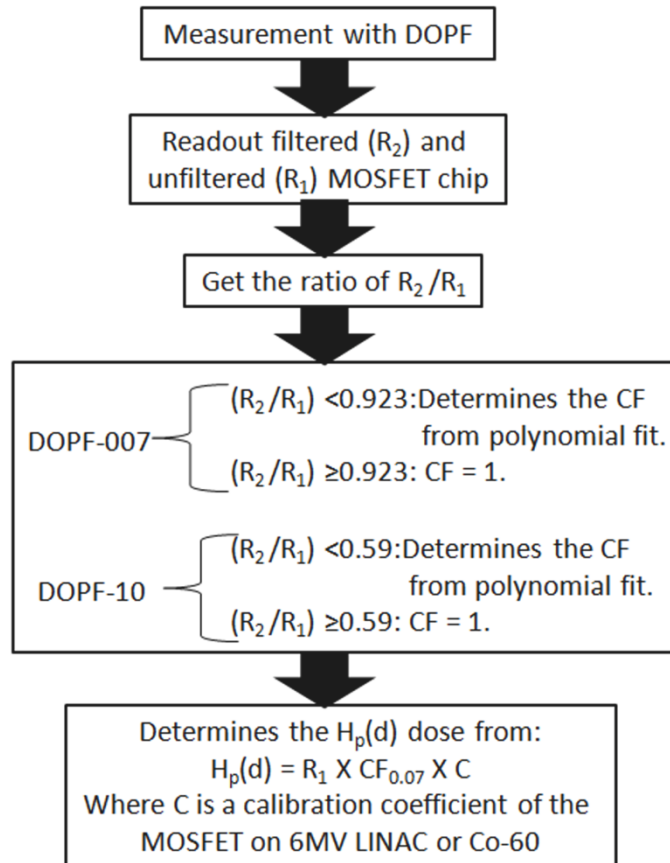 Measurement with DOPF
Readout filtered (R₂) and
unfiltered (R₁) MOSFET chip
Get the ratio of R₂/R₁
DOPF-007
(R₂/R₁) <0.923:Determines the CF
from polynomial fit.
(R₂/R₁) ≥0.923: CF = 1.
DOPF-10
(R₂/R₁) <0.59:Determines the CF
from polynomial fit.
(R₂/R₁) ≥0.59: CF = 1.
Determines the Hₚ(d) dose from:
Hₚ(d) = R₁ X CF₀.₀₇ X C
Where C is a calibration coefficient of the
MOSFET on 6MV LINAC or Co-60